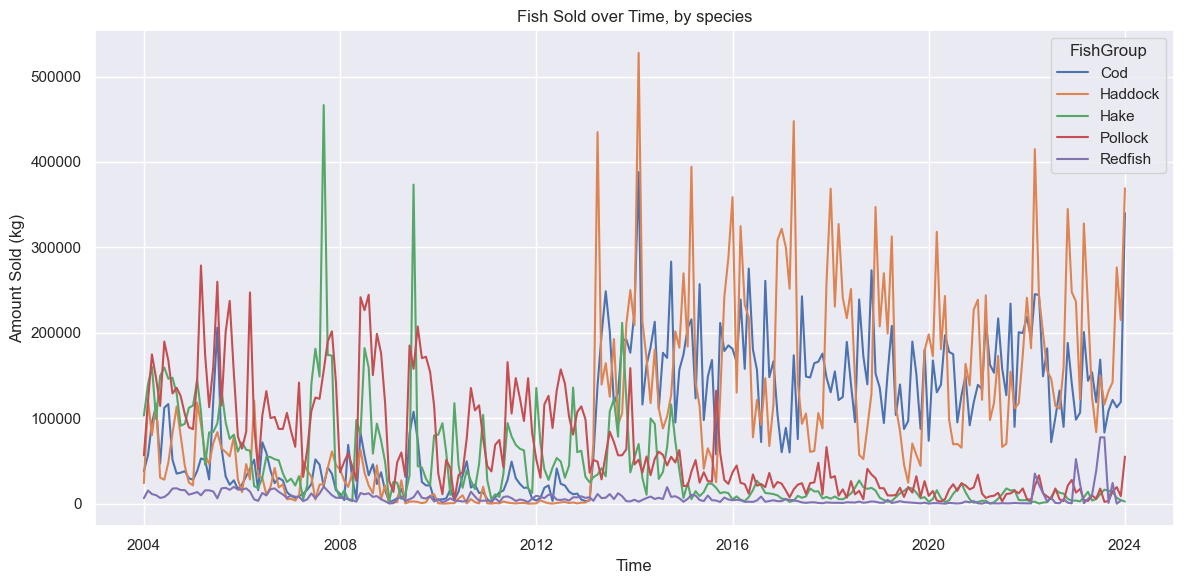 Fish Sold over Time, by species
FishGroup
Cod
Haddock
Hake
Pollock
Redfish
Amount Sold (kg)
500000
400000
300000
200000
100000
0
2004
2008
2012
2016
2020
2024
Time